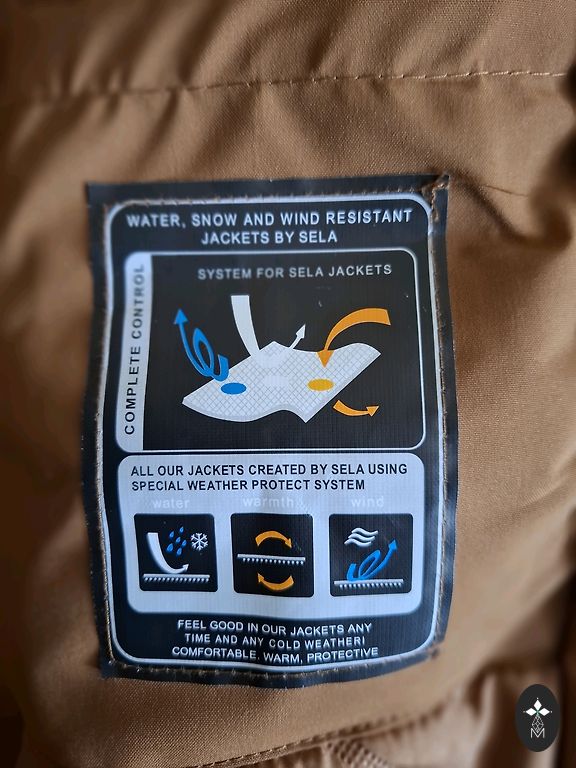 WATER, SNOW AND WIND RESISTANT
JACKETS BY SELA
COMPLETE CONTROL
SYSTEM FOR SELA JACKETS
ALL OUR JACKETS CREATED BY SELA USING
SPECIAL WEATHER PROTECT SYSTEM
water warmth wind
FEEL GOOD IN OUR JACKETS ANY
TIME AND ANY COLD WEATHER!
COMFORTABLE, WARM, PROTECTIVE